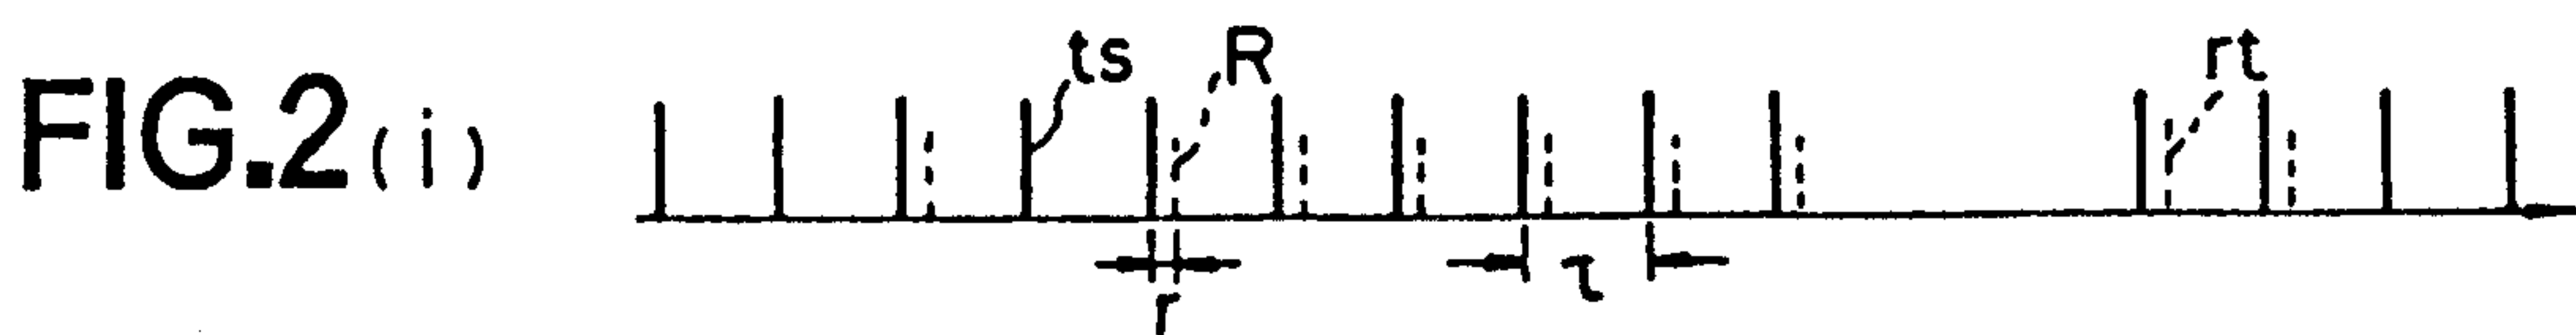 FIG.2(i)
ts
R
rt
r
τ